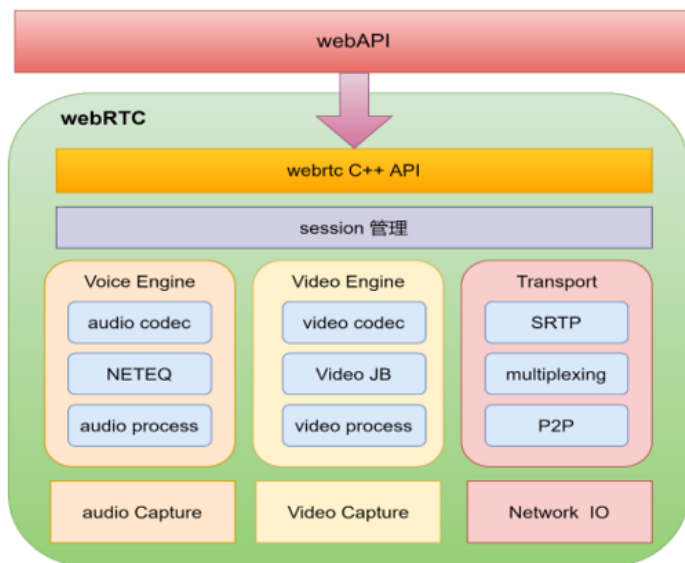 webAPI
webRTC
webrtc C++ API
session 管理
Voice Engine
audio codec
NETEQ
audio process
Video Engine
video codec
Video JB
video process
Transport
SRTP
multiplexing
P2P
audio Capture
Video Capture
Network IO